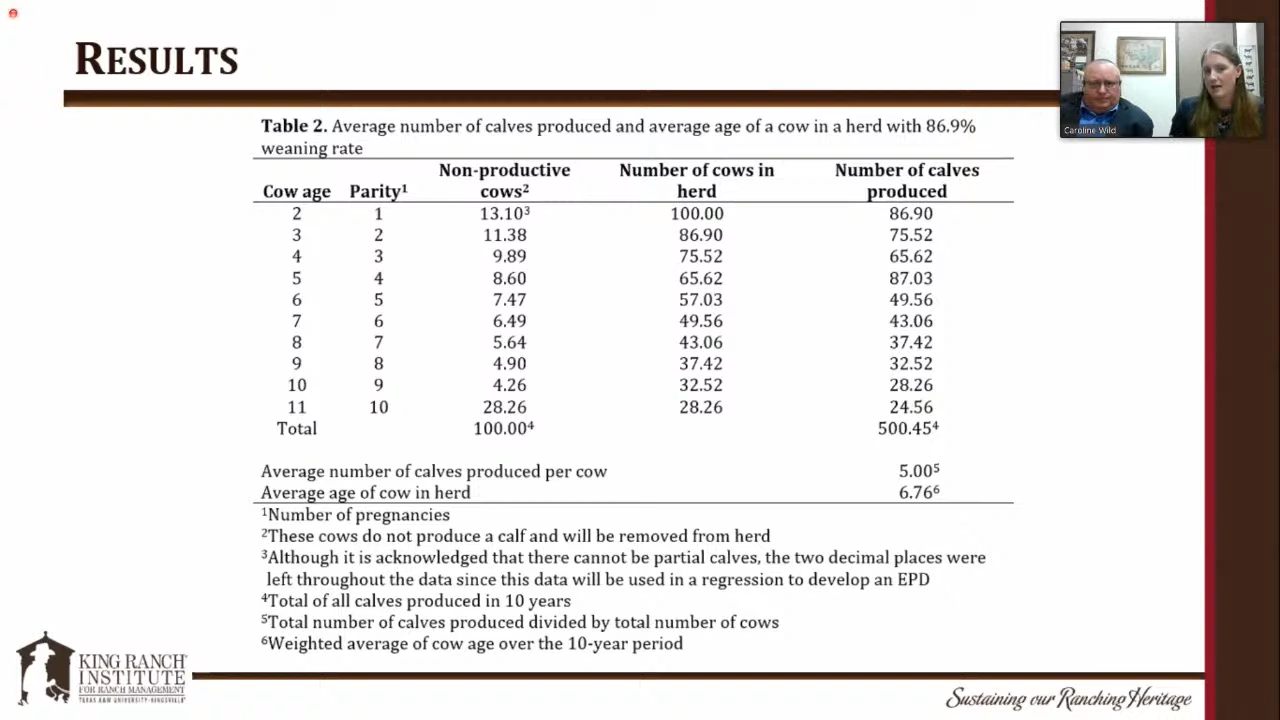 RESULTS
Caroline Wild
Table 2. Average number of calves produced and average age of a cow in a herd with 86.9%
weaning rate
Cow age Parity¹ Non-productive cows² Number of cows in herd Number of calves produced
2 1 13.10³ 100.00 86.90
3 2 11.38 86.90 75.52
4 3 9.89 75.52 65.62
5 4 8.60 65.62 87.03
6 5 7.47 57.03 49.56
7 6 6.49 49.56 43.06
8 7 5.64 43.06 37.42
9 8 4.90 37.42 32.52
10 9 4.26 32.52 28.26
11 10 28.26 28.26 24.56
Total 100.00⁴ 500.45⁴
Average number of calves produced per cow 5.00⁵
Average age of cow in herd 6.76⁶
¹Number of pregnancies
²These cows do not produce a calf and will be removed from herd
³Although it is acknowledged that there cannot be partial calves, the two decimal places were
left throughout the data since this data will be used in a regression to develop an EPD
⁴Total of all calves produced in 10 years
⁵Total number of calves produced divided by total number of cows
⁶Weighted average of cow age over the 10-year period
KING RANCH
INSTITUTE
FOR RANCH MANAGEMENT
TEXAS A&M UNIVERSITY-KINGSVILLE
Sustaining our Ranching Heritage